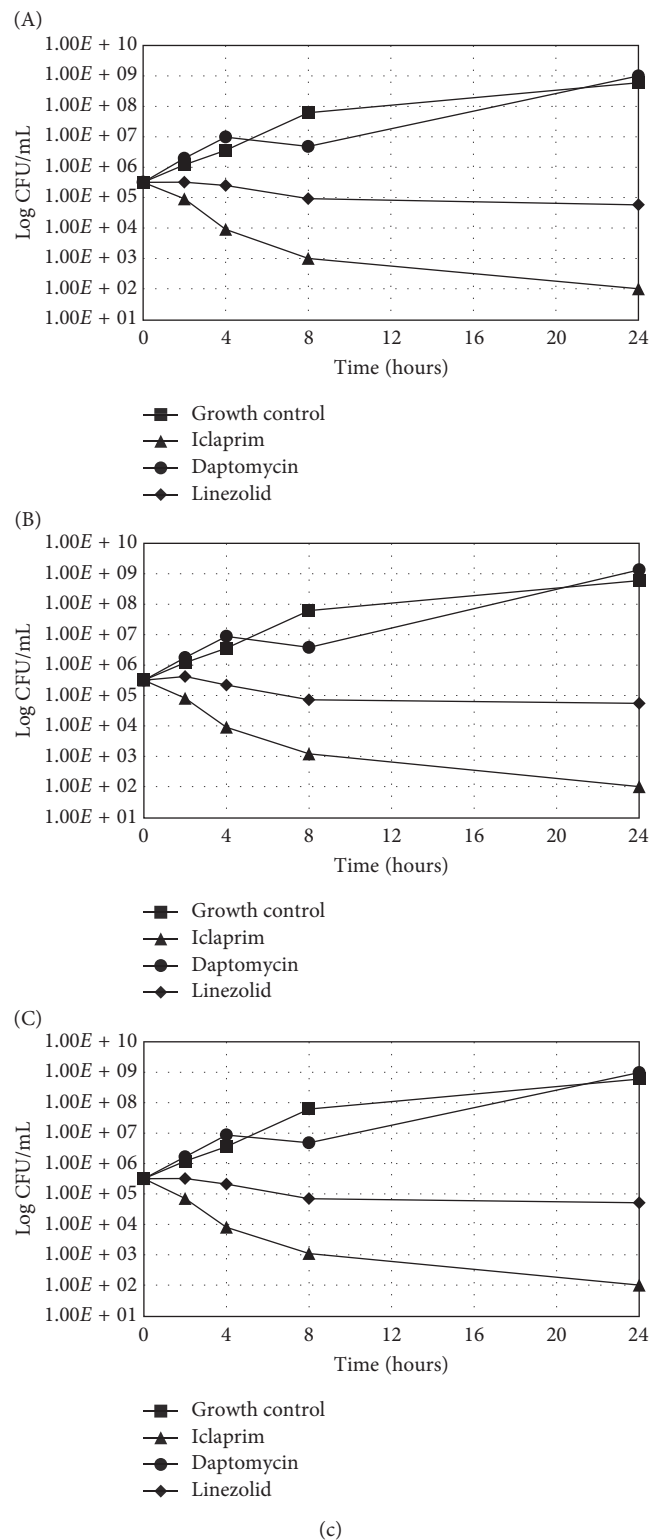 (A)
Log CFU/mL
1.00E + 10
1.00E + 09
1.00E + 08
1.00E + 07
1.00E + 06
1.00E + 05
1.00E + 04
1.00E + 03
1.00E + 02
1.00E + 01
0 4 8 12 16 20 24
Time (hours)
Growth control
Iclaprim
Daptomycin
Linezolid
(B)
Log CFU/mL
1.00E + 10
1.00E + 09
1.00E + 08
1.00E + 07
1.00E + 06
1.00E + 05
1.00E + 04
1.00E + 03
1.00E + 02
1.00E + 01
0 4 8 12 16 20 24
Time (hours)
Growth control
Iclaprim
Daptomycin
Linezolid
(C)
Log CFU/mL
1.00E + 10
1.00E + 09
1.00E + 08
1.00E + 07
1.00E + 06
1.00E + 05
1.00E + 04
1.00E + 03
1.00E + 02
1.00E + 01
0 4 8 12 16 20 24
Time (hours)
Growth control
Iclaprim
Daptomycin
Linezolid
(c)